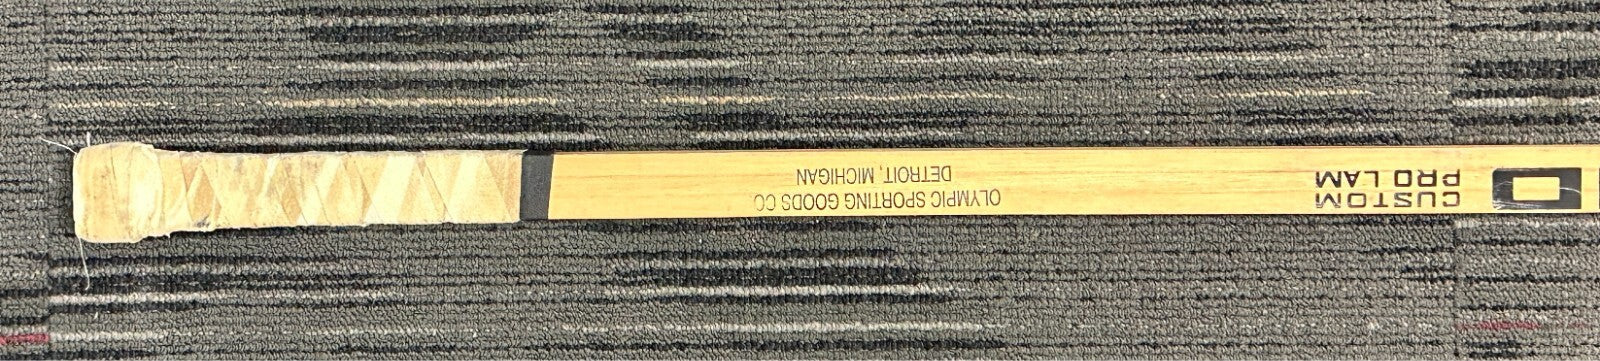 CUSTOM
PRO LAM
OLYMPIC SPORTING GOODS CO
DETROIT, MICHIGAN